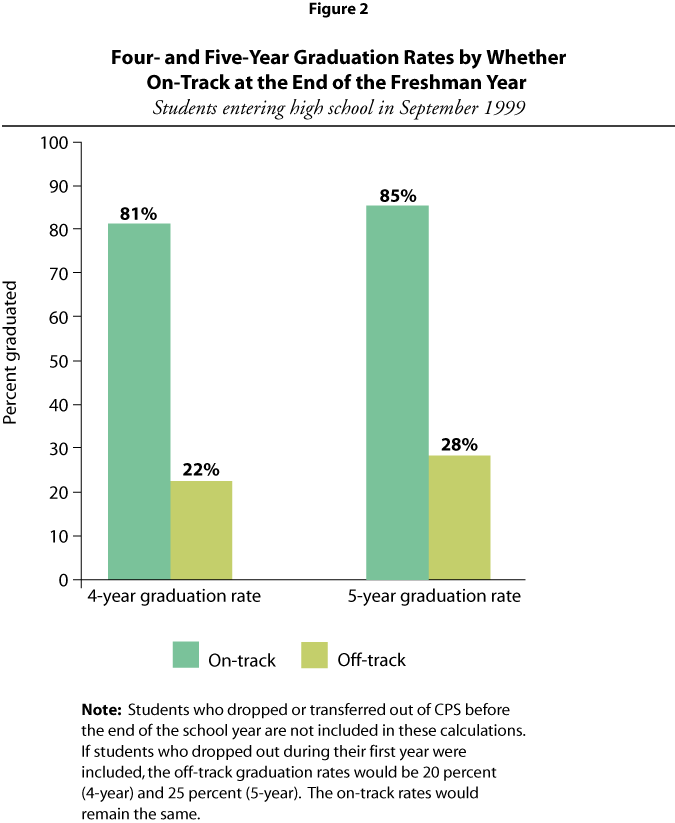 Figure 2
Four- and Five-Year Graduation Rates by Whether
On-Track at the End of the Freshman Year
Students entering high school in September 1999
Percent graduated
100
90
80
70
60
50
40
30
20
10
0
81%
22%
85%
28%
4-year graduation rate
5-year graduation rate
On-track
Off-track
Note: Students who dropped or transferred out of CPS before
the end of the school year are not included in these calculations.
If students who dropped out during their first year were
included, the off-track graduation rates would be 20 percent
(4-year) and 25 percent (5-year). The on-track rates would
remain the same.